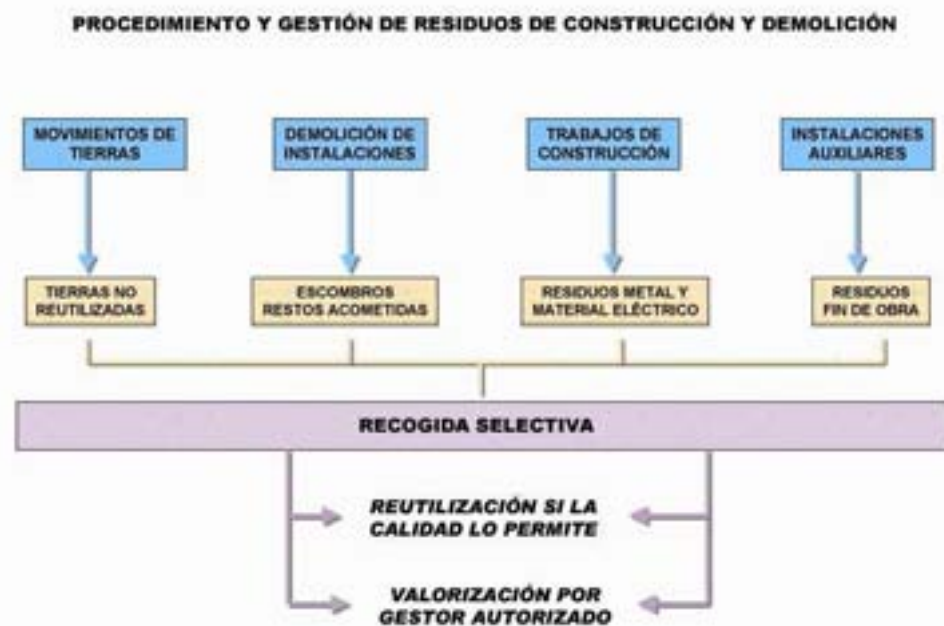 PROCEDIMIENTO Y GESTIÓN DE RESIDUOS DE CONSTRUCCIÓN Y DEMOLICIÓN
MOVIMIENTOS DE
TIERRAS
DEMOLICIÓN DE
INSTALACIONES
TRABAJOS DE
CONSTRUCCIÓN
INSTALACIONES
AUXILIARES
TIERRAS NO
REUTILIZADAS
ESCOMBROS
RESTOS ACOMETIDAS
RESIDUOS METAL Y
MATERIAL ELÉCTRICO
RESIDUOS
FIN DE OBRA
RECOGIDA SELECTIVA
REUTILIZACIÓN SI LA
CALIDAD LO PERMITE
VALORIZACIÓN POR
GESTOR AUTORIZADO